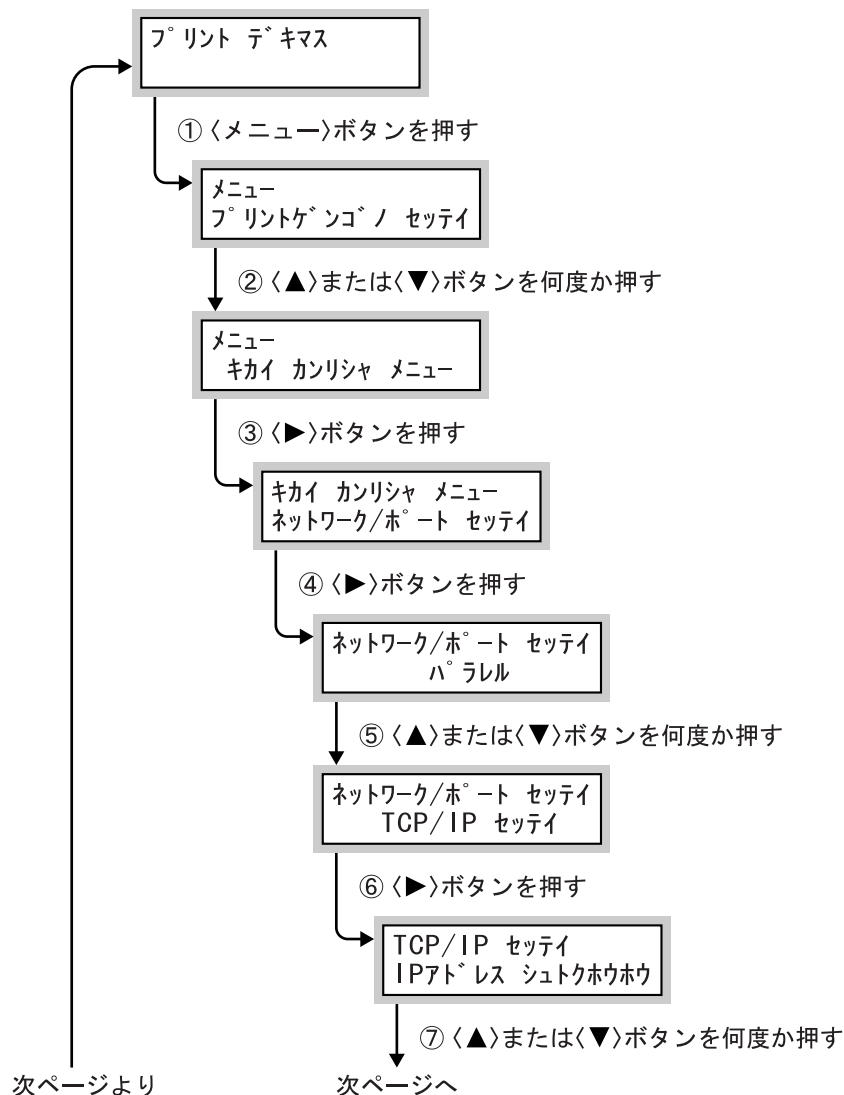 プリント デキマス
①〈メニュー〉ボタンを押す
メニュー
プリントゲンゴノ セッテイ
②〈▲〉または〈▼〉ボタンを何度か押す
メニュー
キカイ カンリシャ メニュー
③〈▶〉ボタンを押す
キカイ カンリシャ メニュー
ネットワーク/ポート セッテイ
④〈▶〉ボタンを押す
ネットワーク/ポート セッテイ
パラレル
⑤〈▲〉または〈▼〉ボタンを何度か押す
ネットワーク/ポート セッテイ
TCP/IP セッテイ
⑥〈▶〉ボタンを押す
TCP/IP セッテイ
IPアドレス シュトクホウホウ
⑦〈▲〉または〈▼〉ボタンを何度か押す
次ページより 次ページへ